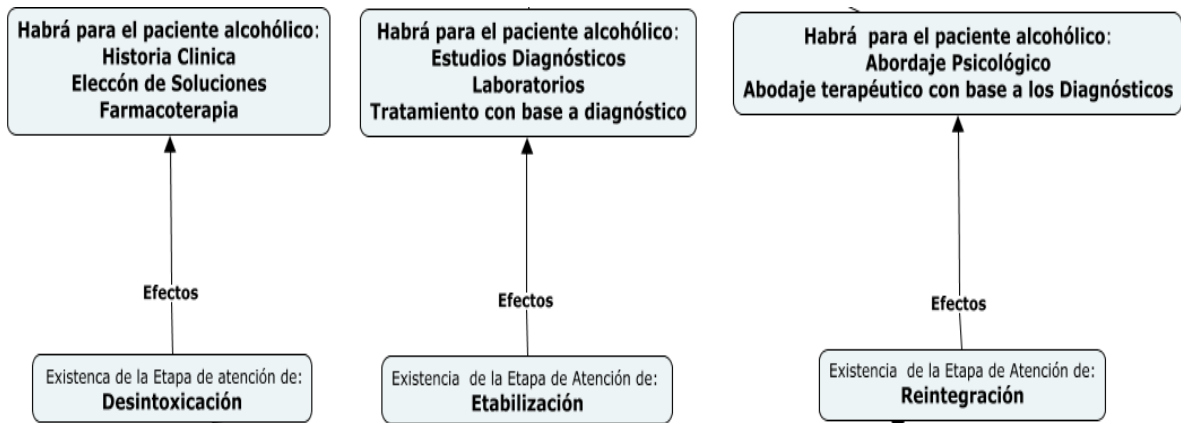 Habrá para el paciente alcohólico:
Historia Clinica
Eleccón de Soluciones
Farmacoterapia
Habrá para el paciente alcohólico:
Estudios Diagnósticos
Laboratorios
Tratamiento con base a diagnóstico
Habrá para el paciente alcohólico:
Abordaje Psicológico
Abodaje terapéutico con base a los Diagnósticos
Efectos
Efectos
Efectos
Existenca de la Etapa de atención de:
Desintoxicación
Existencia de la Etapa de Atención de:
Etabilización
Existencia de la Etapa de Atención de:
Reintegración